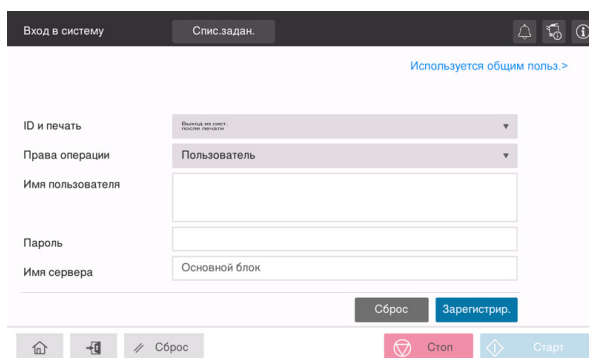 Вход в систему
Спис.задан.
Используется общим польз.>
ID и печать
Выход из сист.
после печати
Права операции
Пользователь
Имя пользователя
Пароль
Имя сервера
Основной блок
Сброс
Зарегистрир.
Сброс
Стоп
Старт